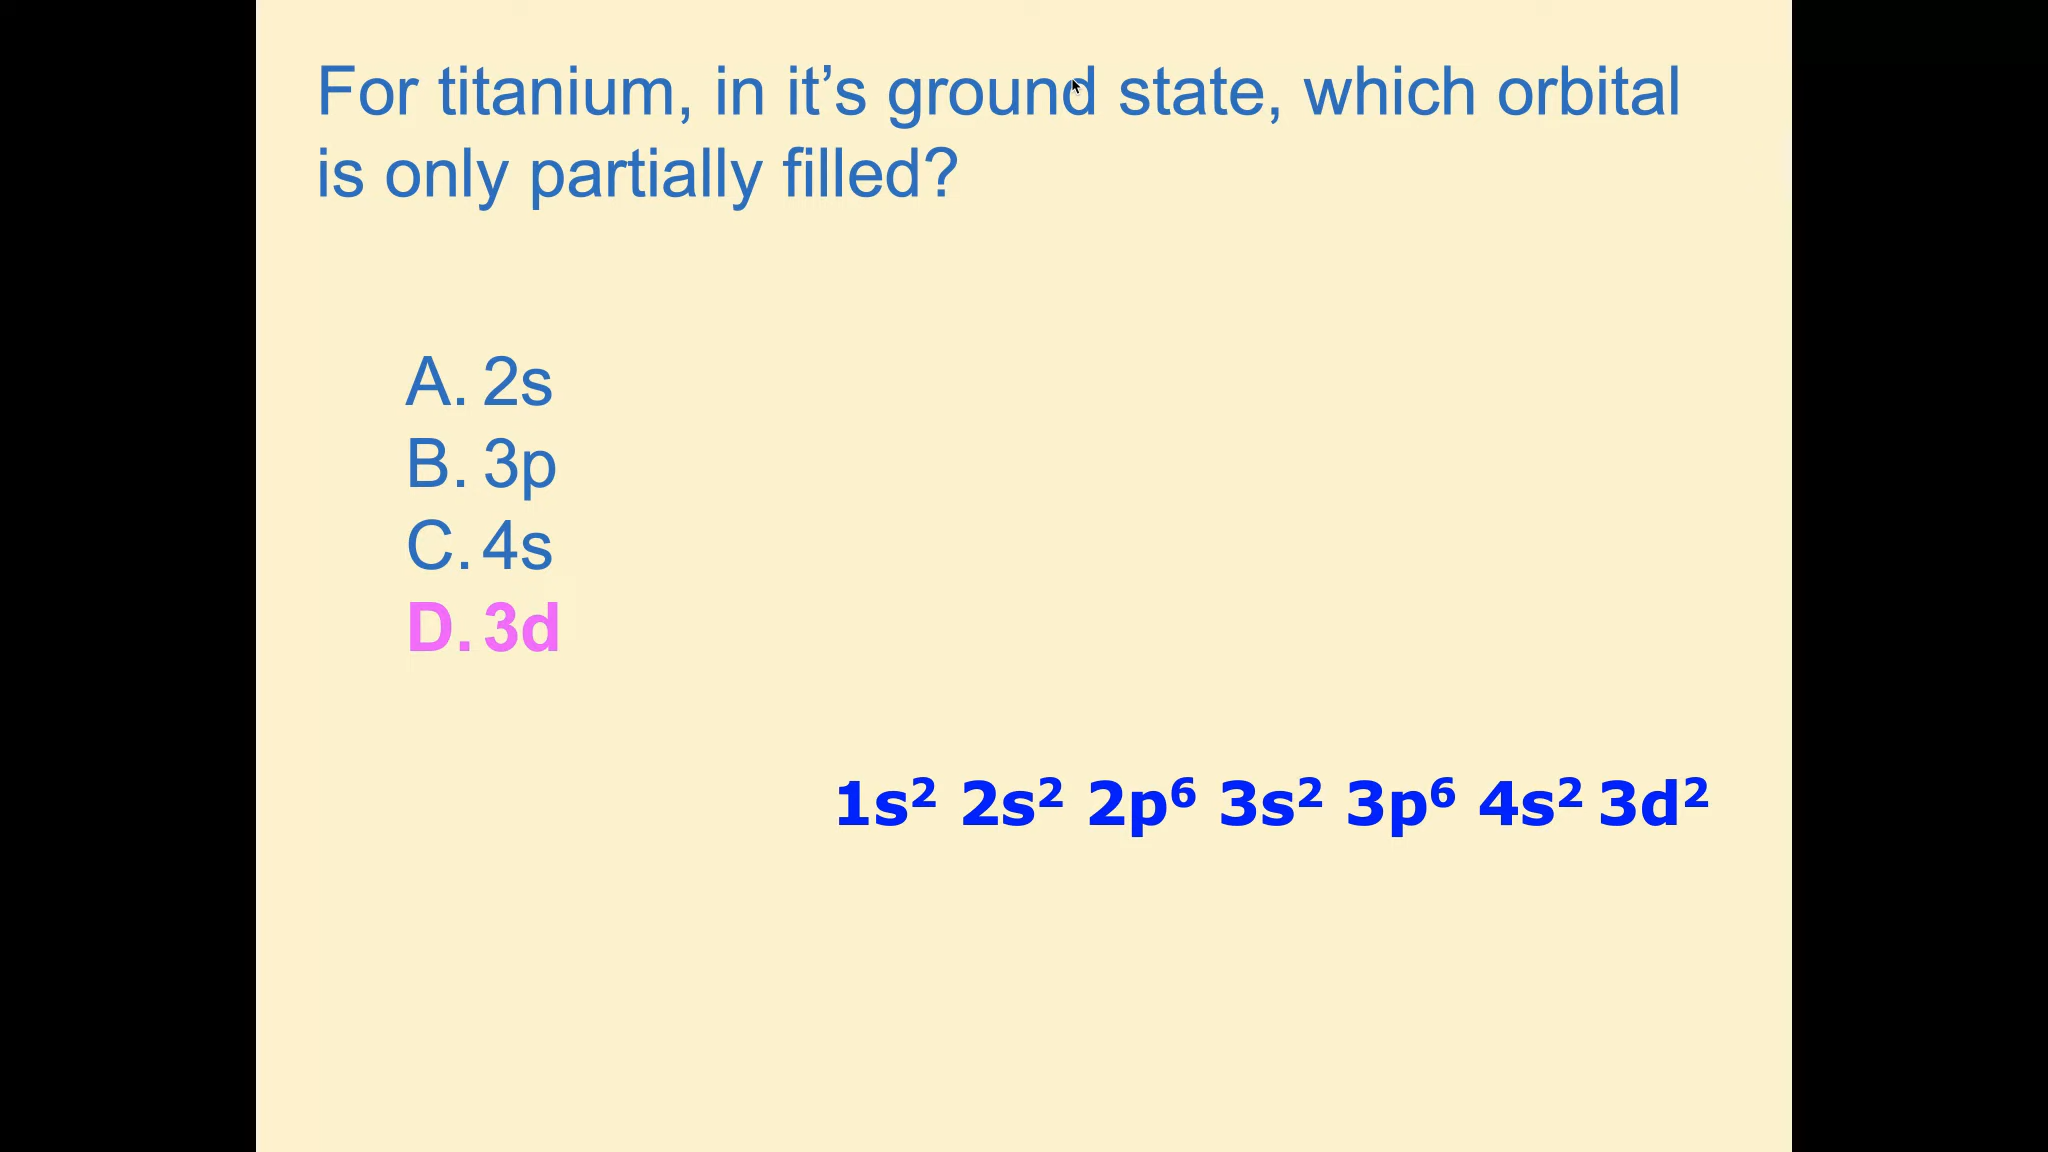 For titanium, in it’s ground state, which orbital
is only partially filled?
A. 2s
B. 3p
C. 4s
D. 3d
1s² 2s² 2p⁶ 3s² 3p⁶ 4s² 3d²